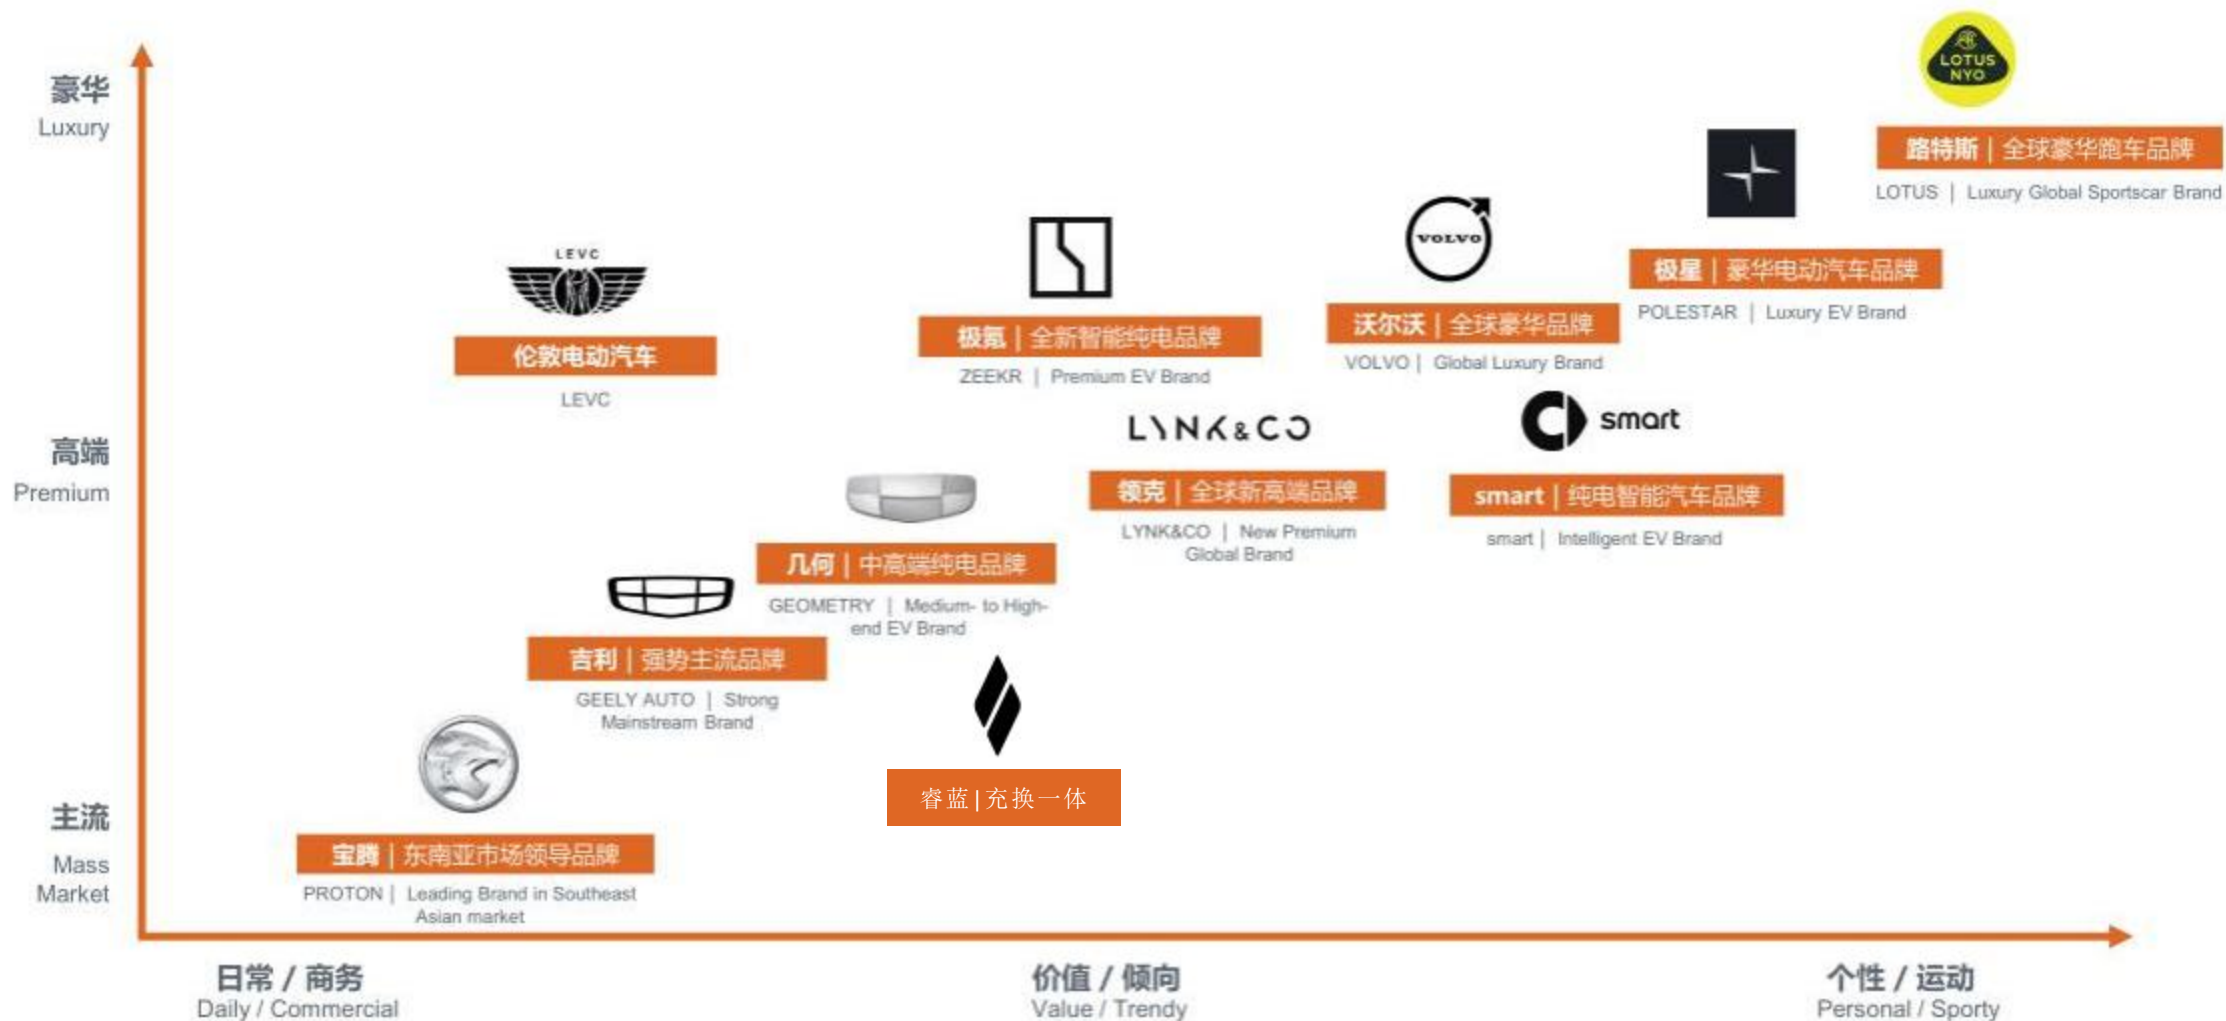 豪华
Luxury
LOTUS
NYO
路特斯 | 全球豪华跑车品牌
LOTUS | Luxury Global Sportscar Brand
极星 | 豪华电动汽车品牌
POLESTAR | Luxury EV Brand
VOLVO
沃尔沃 | 全球豪华品牌
VOLVO | Global Luxury Brand
极氪 | 全新智能纯电品牌
ZEEKR | Premium EV Brand
LEVC
伦敦电动汽车
LEVC
高端
Premium
LYNK&CO
领克 | 全球新高端品牌
LYNK&CO | New Premium
Global Brand
smart
smart | 纯电智能汽车品牌
smart | Intelligent EV Brand
几何 | 中高端纯电品牌
GEOMETRY | Medium- to High-
end EV Brand
吉利 | 强势主流品牌
GEELY AUTO | Strong
Mainstream Brand
睿蓝|充换一体
主流
Mass
Market
宝腾 | 东南亚市场领导品牌
PROTON | Leading Brand in Southeast
Asian market
日常 / 商务
Daily / Commercial
价值 / 倾向
Value / Trendy
个性 / 运动
Personal / Sporty